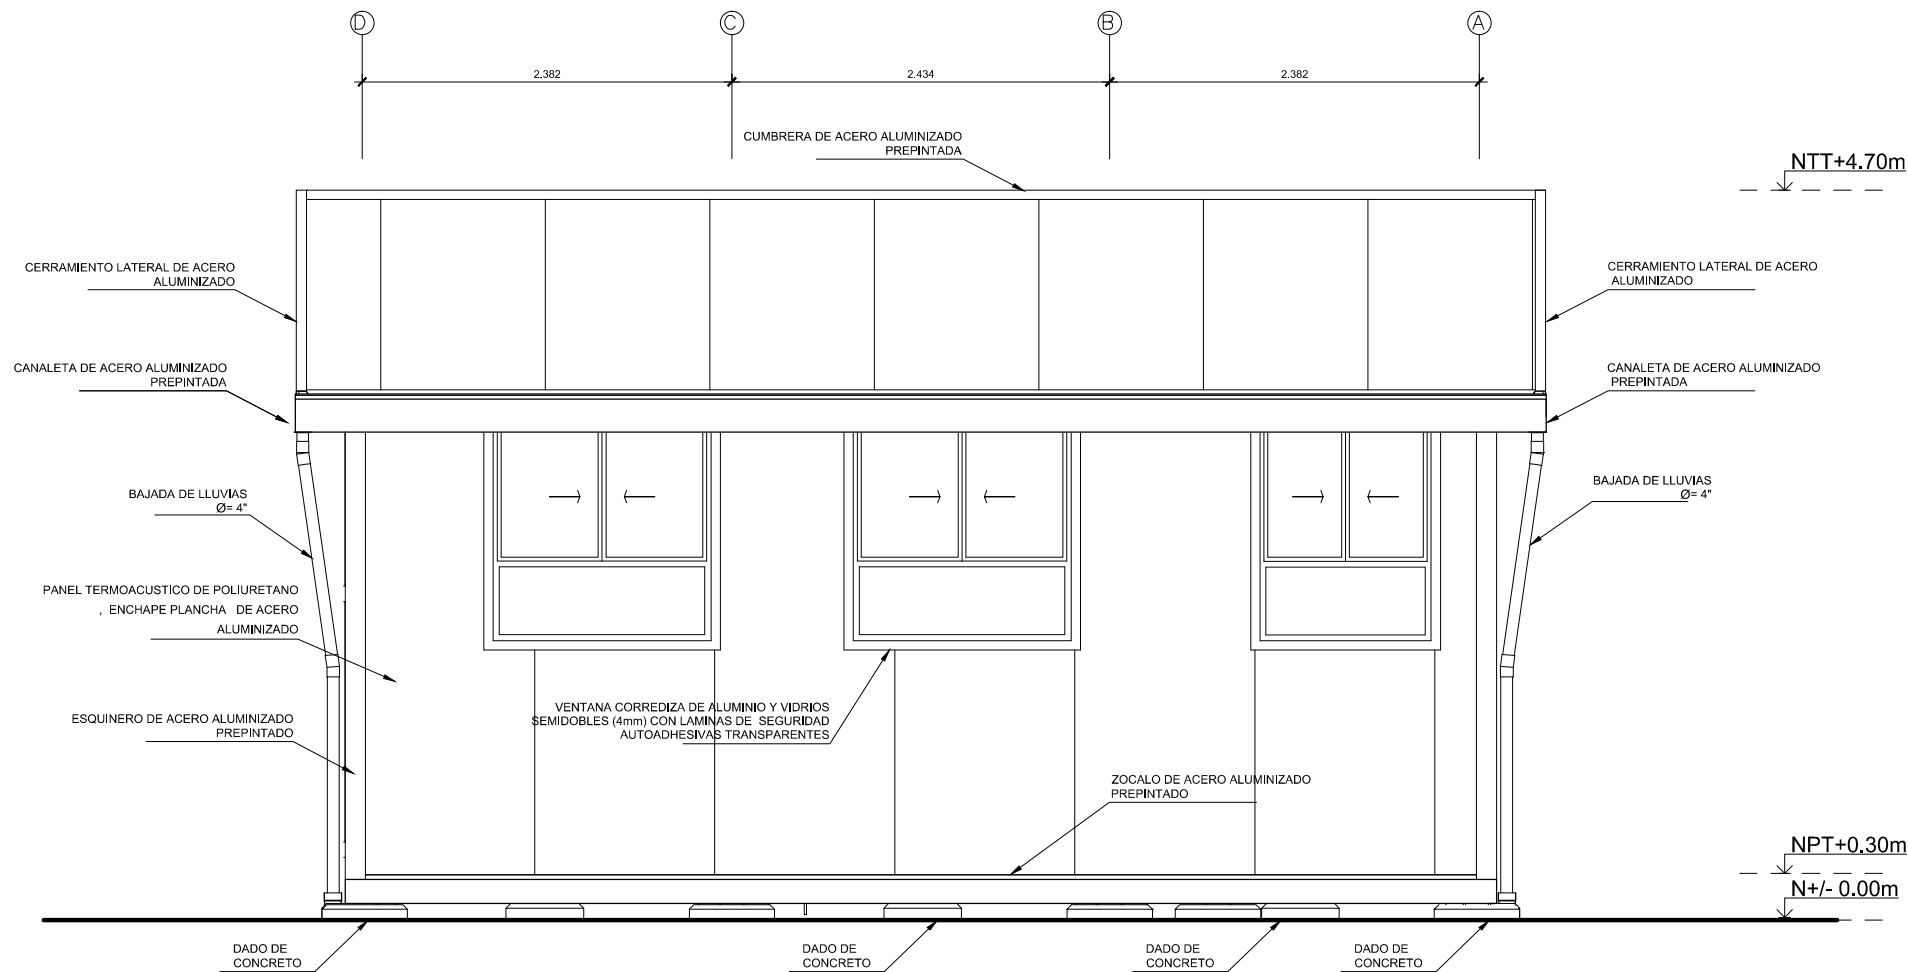 D
C
B
A
2.382
2.434
2.382
CUMBRERA DE ACERO ALUMINIZADO
PREPINTADA
NTT+4.70m
CERRAMIENTO LATERAL DE ACERO
ALUMINIZADO
CERRAMIENTO LATERAL DE ACERO
ALUMINIZADO
CANALETA DE ACERO ALUMINIZADO
PREPINTADA
CANALETA DE ACERO ALUMINIZADO
PREPINTADA
BAJADA DE LLUVIAS
Ø= 4"
BAJADA DE LLUVIAS
Ø= 4"
PANEL TERMOACUSTICO DE POLIURETANO
, ENCHAPE PLANCHA DE ACERO
ALUMINIZADO
ESQUINERO DE ACERO ALUMINIZADO
PREPINTADO
VENTANA CORREDIZA DE ALUMINIO Y VIDRIOS
SEMIDOBLES (4mm) CON LAMINAS DE SEGURIDAD
AUTOADHESIVAS TRANSPARENTES
ZOCALO DE ACERO ALUMINIZADO
PREPINTADO
NPT+0.30m
N+/- 0.00m
DADO DE
CONCRETO
DADO DE
CONCRETO
DADO DE
CONCRETO
DADO DE
CONCRETO